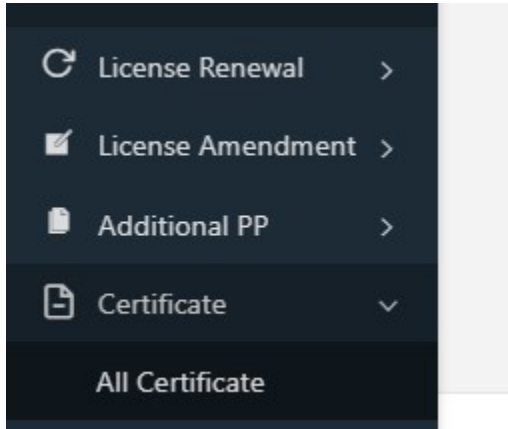 License Renewal
License Amendment
Additional PP
Certificate
All Certificate